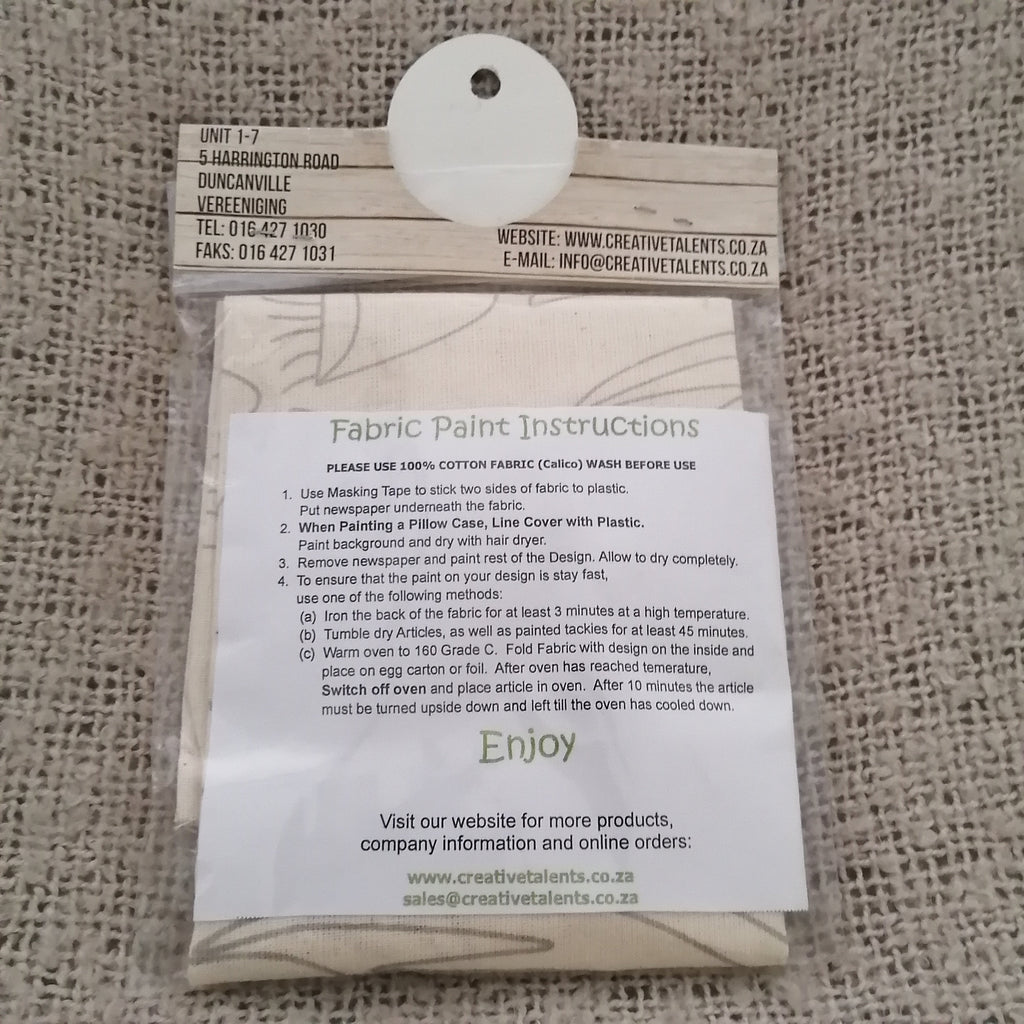 UNIT 1-7
5 HARRINGTON ROAD
DUNCANVILLE
VEREENIGING
TEL: 016 427 1030
FAKS: 016 427 1031
WEBSITE: WWW.CREATIVETALENTS.CO.ZA
E-MAIL: INFO@CREATIVETALENTS.CO.ZA
Fabric Paint Instructions
PLEASE USE 100% COTTON FABRIC (Calico) WASH BEFORE USE
1. Use Masking Tape to stick two sides of fabric to plastic.
Put newspaper underneath the fabric.
2. When Painting a Pillow Case, Line Cover with Plastic.
Paint background and dry with hair dryer.
3. Remove newspaper and paint rest of the Design. Allow to dry completely.
4. To ensure that the paint on your design is stay fast,
use one of the following methods:
(a) Iron the back of the fabric for at least 3 minutes at a high temperature.
(b) Tumble dry Articles, as well as painted tackies for at least 45 minutes.
(c) Warm oven to 160 Grade C. Fold Fabric with design on the inside and
place on egg carton or foil. After oven has reached temerature,
Switch off oven and place article in oven. After 10 minutes the article
must be turned upside down and left till the oven has cooled down.
Enjoy
Visit our website for more products,
company information and online orders:
www.creativetalents.co.za
sales@creativetalents.co.za